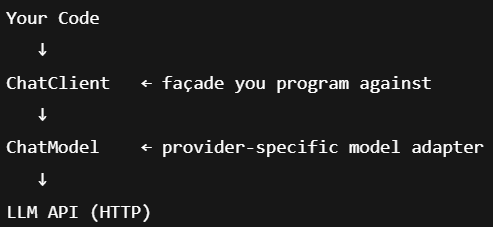 Your Code
↓
ChatClient ← façade you program against
↓
ChatModel ← provider-specific model adapter
↓
LLM API (HTTP)